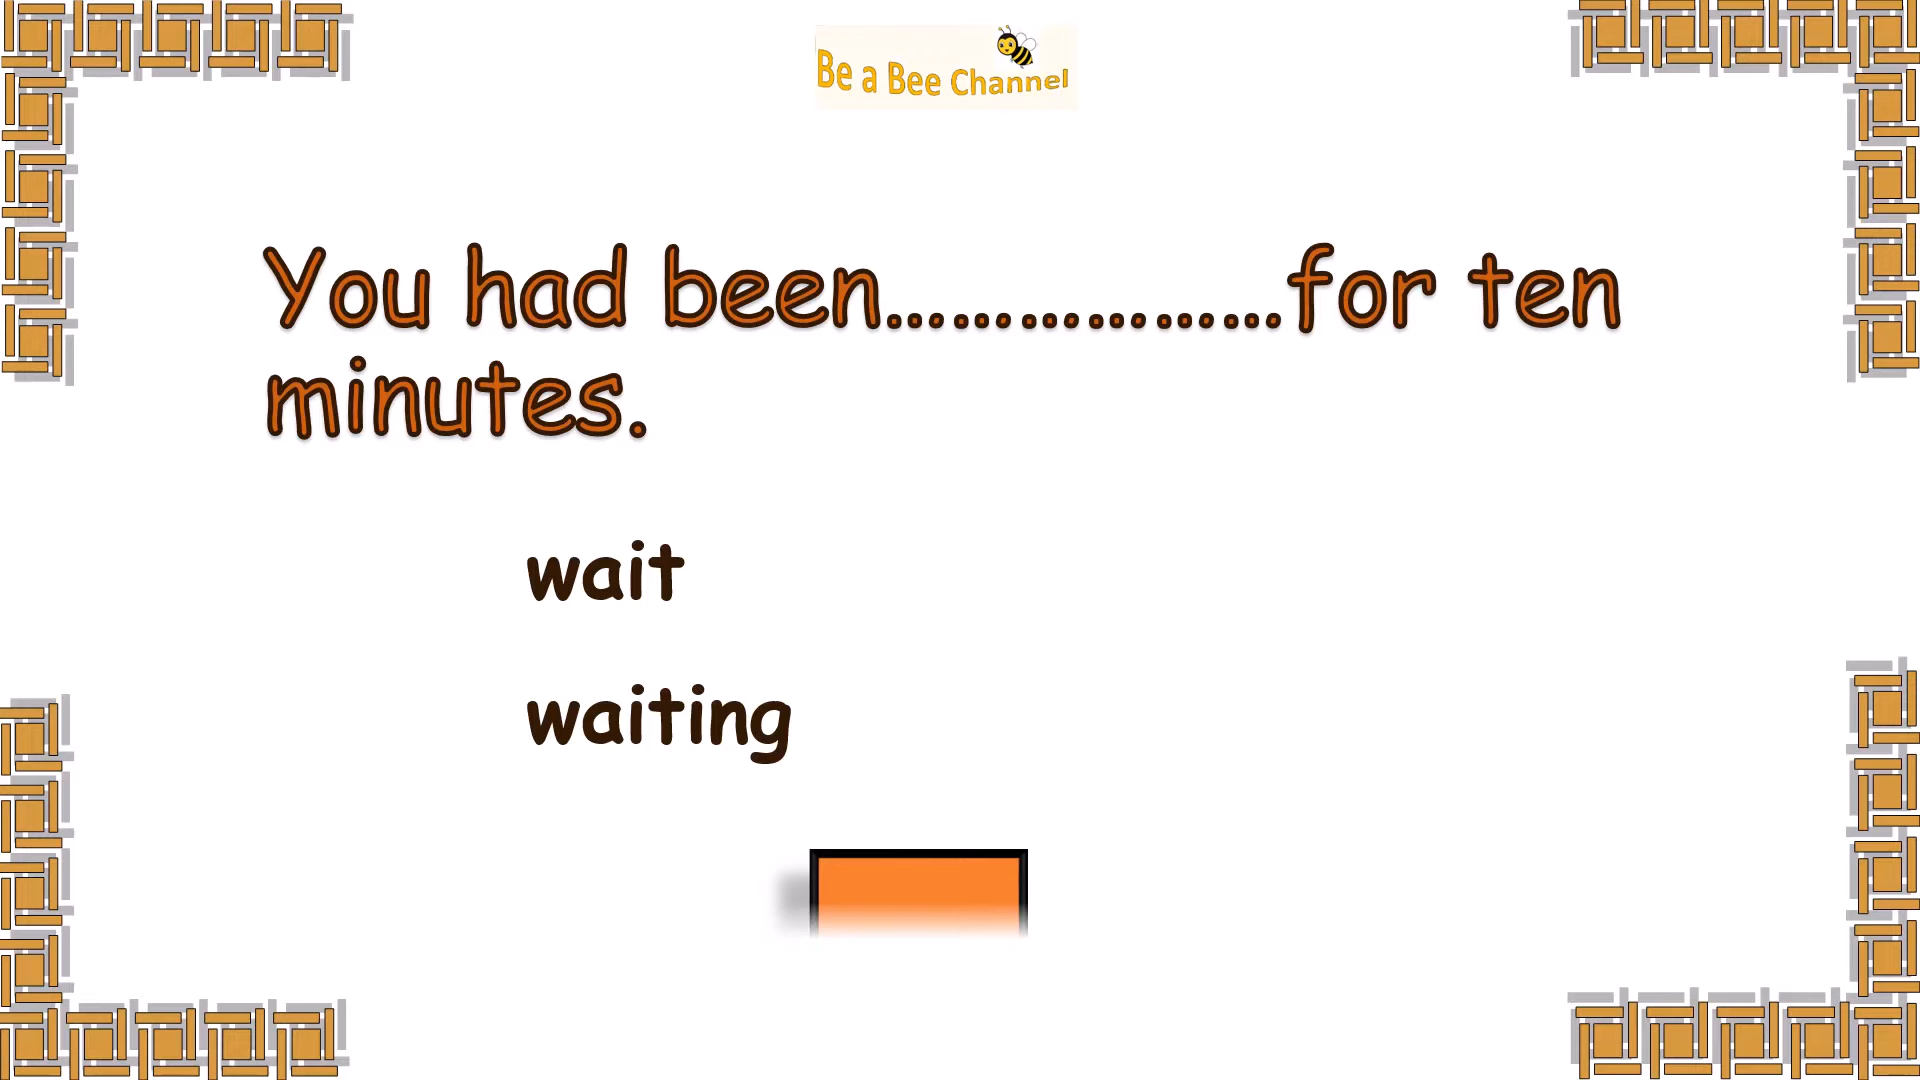 Be a Bee Channel
You had been………………for ten
minutes.
wait
waiting